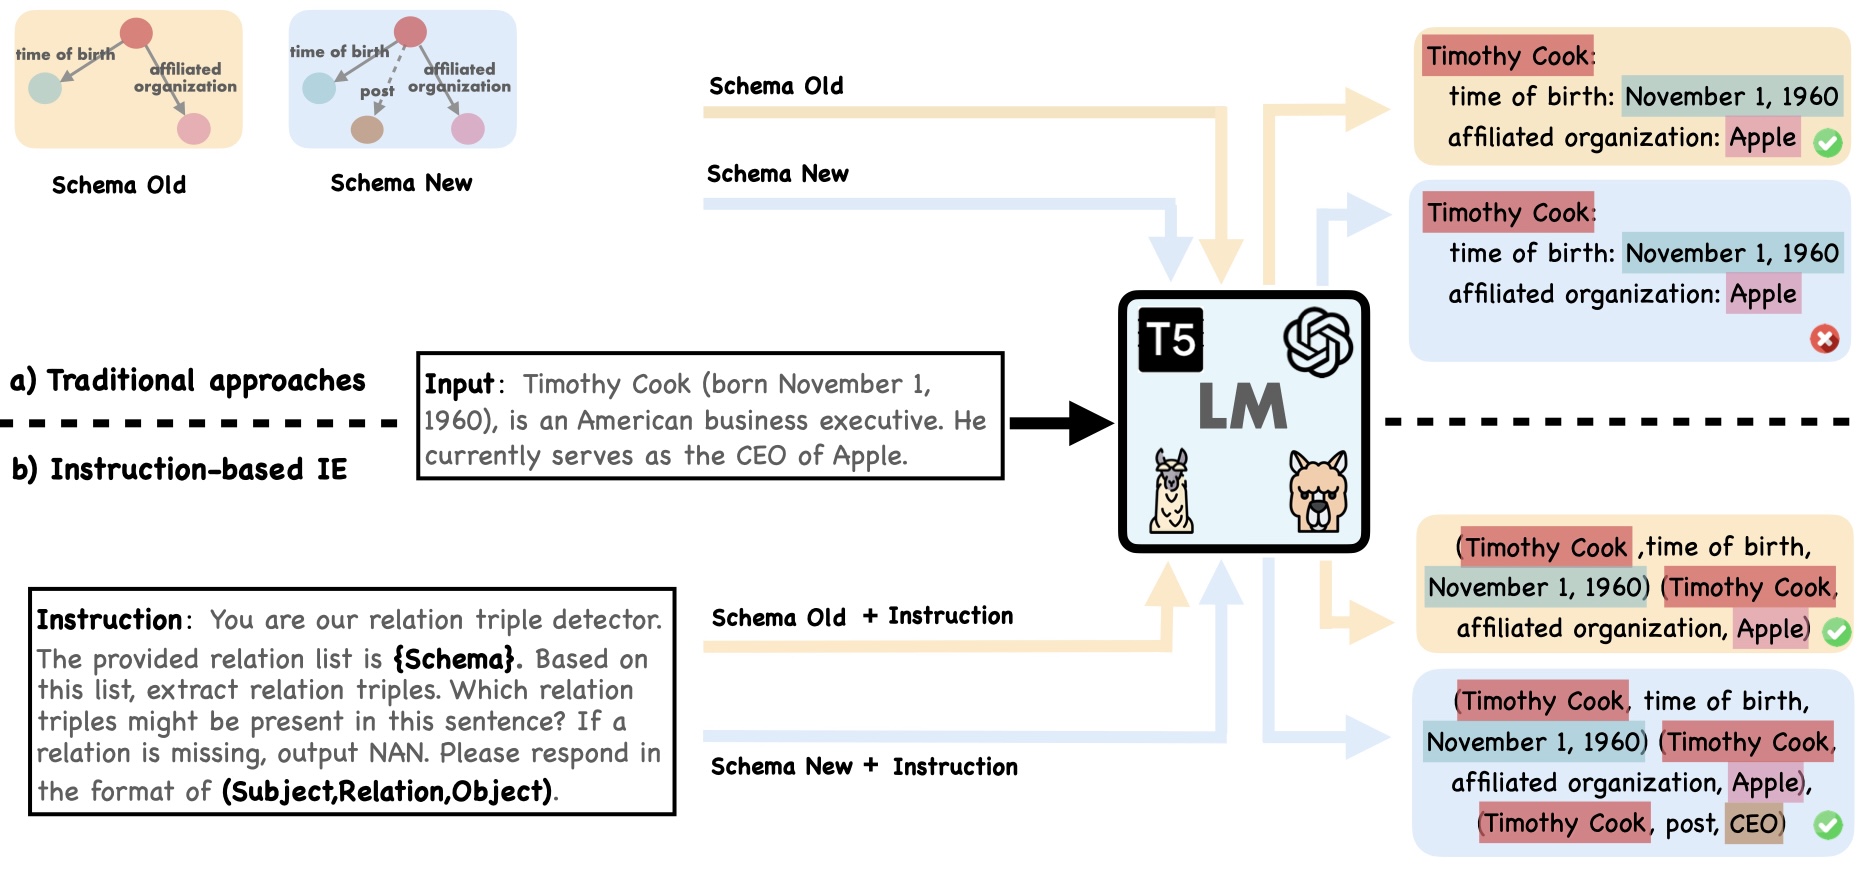 time of birth
affiliated
organization
Schema Old
time of birth
post
affiliated
organization
Schema New
Schema Old
Schema New
Timothy Cook:
time of birth: November 1, 1960
affiliated organization: Apple
Timothy Cook:
time of birth: November 1, 1960
affiliated organization: Apple
a) Traditional approaches
b) Instruction-based IE
Input: Timothy Cook (born November 1,
1960), is an American business executive. He
currently serves as the CEO of Apple.
T5
LM
Instruction: You are our relation triple detector.
The provided relation list is {Schema}. Based on
this list, extract relation triples. Which relation
triples might be present in this sentence? If a
relation is missing, output NAN. Please respond in
the format of (Subject,Relation,Object).
Schema Old + Instruction
Schema New + Instruction
(Timothy Cook ,time of birth,
November 1, 1960) (Timothy Cook,
affiliated organization, Apple)
(Timothy Cook, time of birth,
November 1, 1960) (Timothy Cook,
affiliated organization, Apple),
(Timothy Cook, post, CEO)